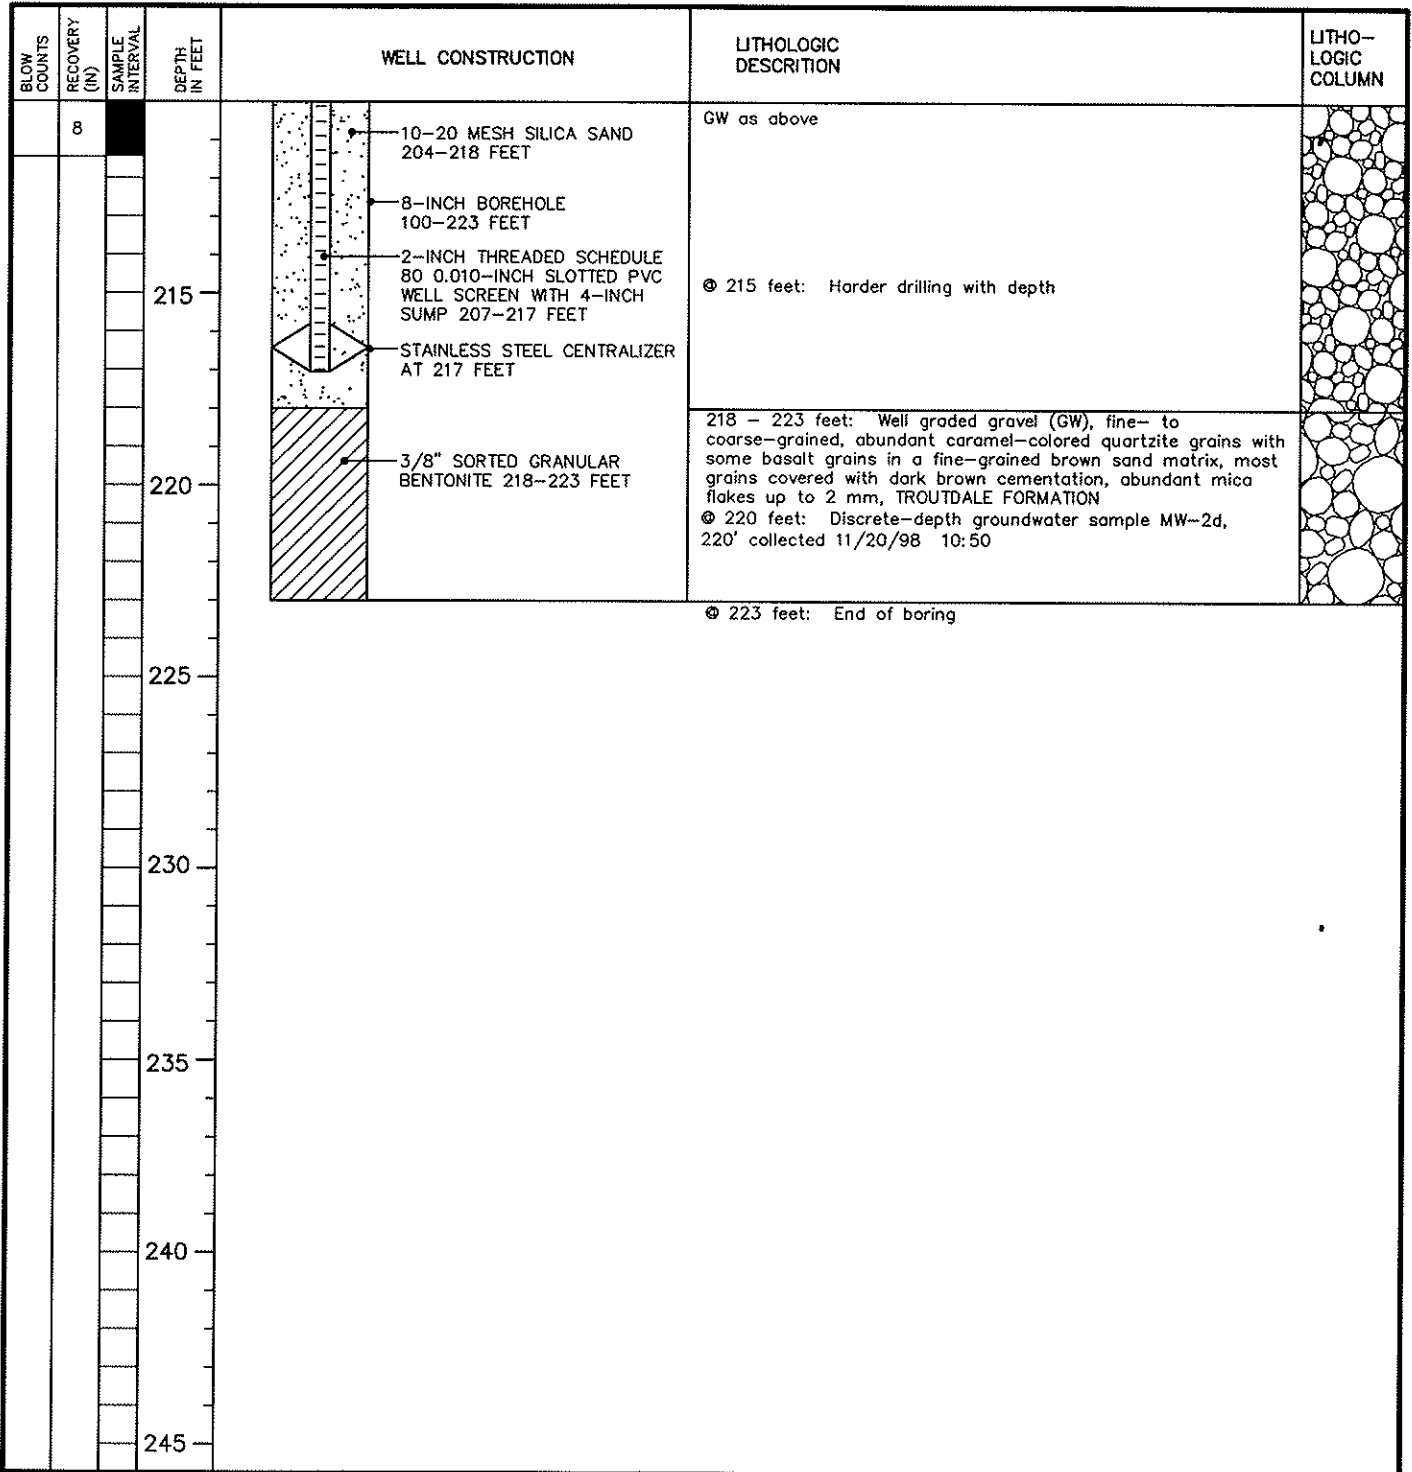 BLOW
COUNTS
RECOVERY
(IN)
SAMPLE
INTERVAL
DEPTH
IN FEET
WELL CONSTRUCTION
LITHOLOGIC
DESCRITION
LITHO-
LOGIC
COLUMN
8
10-20 MESH SILICA SAND
204-218 FEET
8-INCH BOREHOLE
100-223 FEET
2-INCH THREADED SCHEDULE
80 0.010-INCH SLOTTED PVC
WELL SCREEN WITH 4-INCH
SUMP 207-217 FEET
STAINLESS STEEL CENTRALIZER
AT 217 FEET
3/8" SORTED GRANULAR
BENTONITE 218-223 FEET
GW as above
@ 215 feet: Harder drilling with depth
218 - 223 feet: Well graded gravel (GW), fine- to
coarse-grained, abundant caramel-colored quartzite grains with
some basalt grains in a fine-grained brown sand matrix, most
grains covered with dark brown cementation, abundant mica
flakes up to 2 mm, TROUTDALE FORMATION
@ 220 feet: Discrete-depth groundwater sample MW-2d,
220' collected 11/20/98 10:50
@ 223 feet: End of boring
215
220
225
230
235
240
245